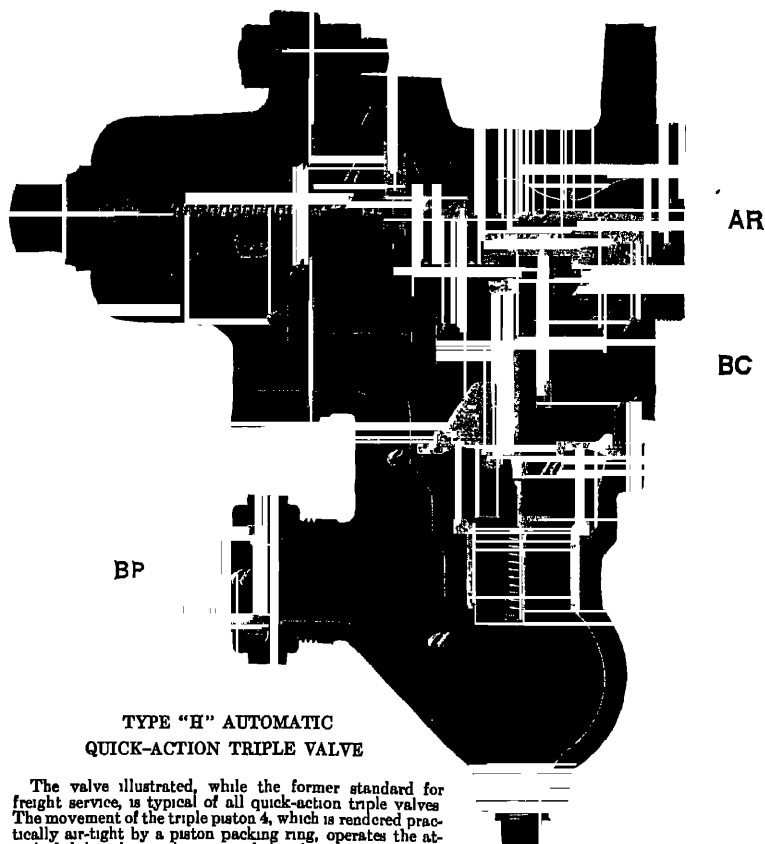 AR
BC
BP
TYPE "H" AUTOMATIC
QUICK-ACTION TRIPLE VALVE
The valve illustrated, while the former standard for
freight service, is typical of all quick-action triple valves
The movement of the triple piston 4, which is rendered prac-
tically air-tight by a piston packing ring, operates the at-